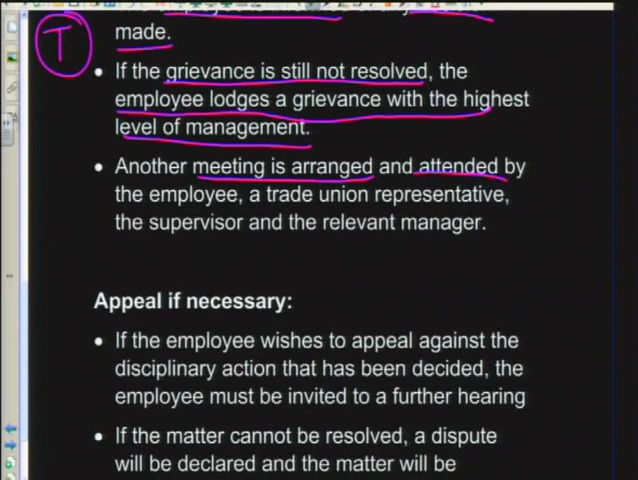 made.
T
• If the grievance is still not resolved, the
employee lodges a grievance with the highest
level of management.
• Another meeting is arranged and attended by
the employee, a trade union representative,
the supervisor and the relevant manager.
Appeal if necessary:
• If the employee wishes to appeal against the
disciplinary action that has been decided, the
employee must be invited to a further hearing
• If the matter cannot be resolved, a dispute
will be declared and the matter will be